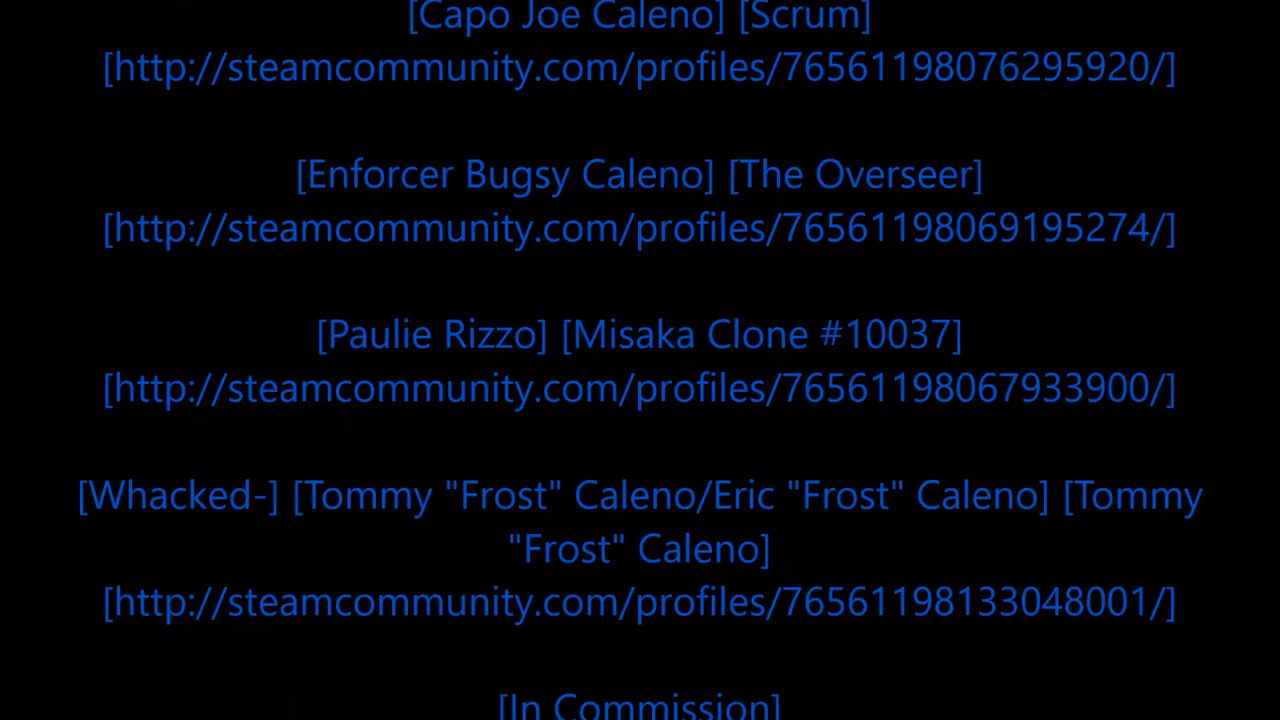 [Capo Joe Caleno] [Scrum]
[http://steamcommunity.com/profiles/76561198076295920/]
[Enforcer Bugsy Caleno] [The Overseer]
[http://steamcommunity.com/profiles/76561198069195274/]
[Paulie Rizzo] [Misaka Clone #10037]
[http://steamcommunity.com/profiles/76561198067933900/]
[Whacked-] [Tommy "Frost" Caleno/Eric "Frost" Caleno] [Tommy
"Frost" Caleno]
[http://steamcommunity.com/profiles/76561198133048001/]
[In Commission]